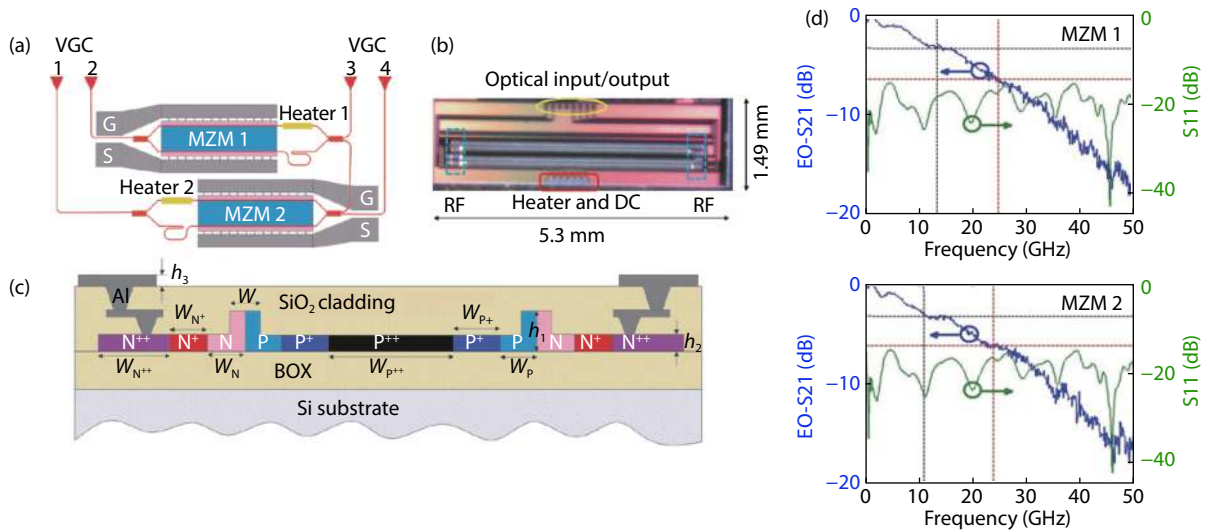 (a)
VGC
VGC
1
2
3
4
Heater 1
G
S
MZM 1
Heater 2
MZM 2
G
S
(b)
Optical input/output
1.49 mm
RF
Heater and DC
RF
5.3 mm
(c)
h3
Al
SiO2 cladding
W
WN+
WP+
h1
h2
N++
N+
N
P
P+
P++
P+
P
N
N+
N++
WN++
WN
WP++
WP
BOX
Si substrate
(d)
MZM 1
EO-S21 (dB)
0
−10
−20
S11 (dB)
0
−20
−40
0
10
20
30
40
50
Frequency (GHz)
MZM 2
EO-S21 (dB)
0
−10
−20
S11 (dB)
0
−20
−40
0
10
20
30
40
50
Frequency (GHz)